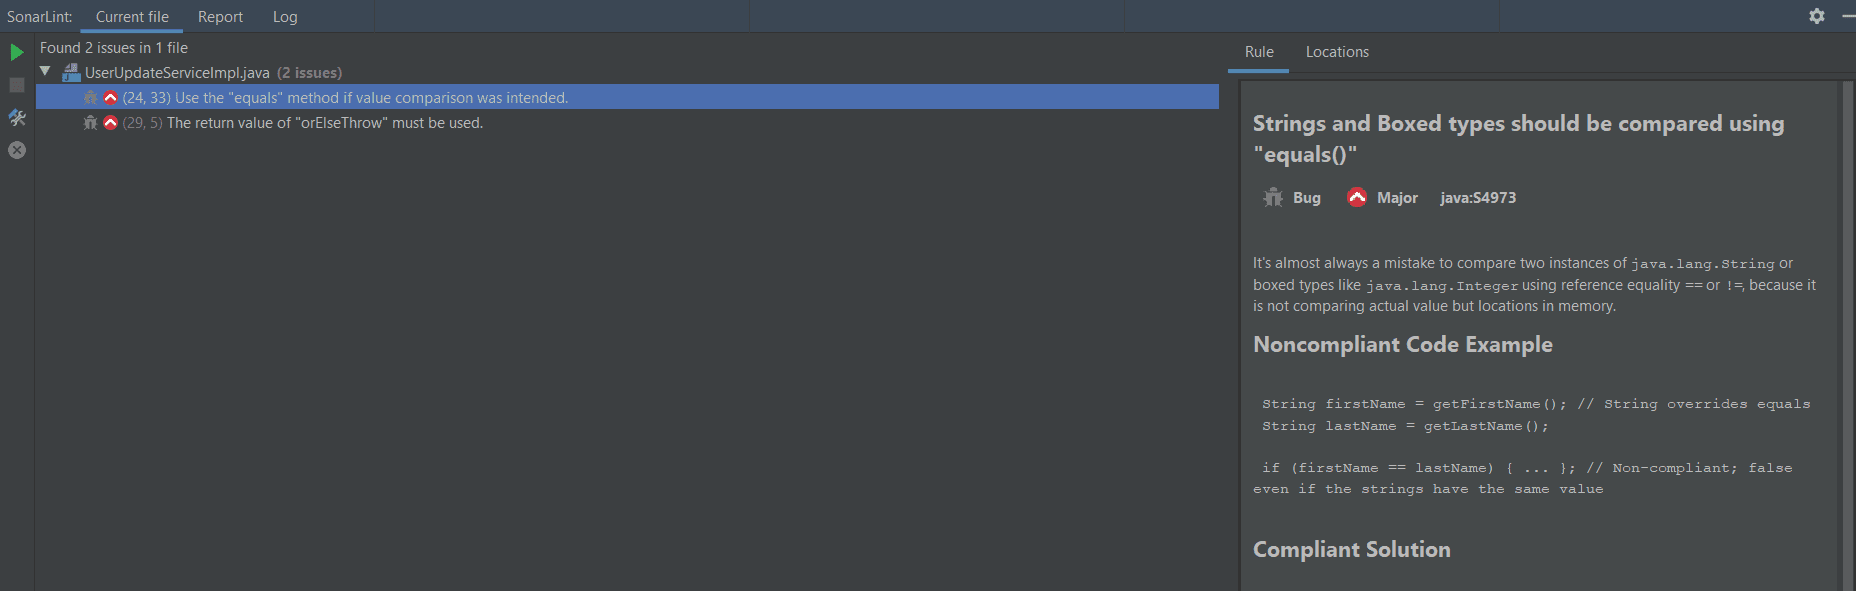 SonarLint: Current file Report Log
Found 2 issues in 1 file
UserUpdateServiceImpl.java (2 issues)
(24, 33) Use the "equals" method if value comparison was intended.
(29, 5) The return value of "orElseThrow" must be used.
Rule Locations
Strings and Boxed types should be compared using
"equals()"
Bug Major java:S4973
It's almost always a mistake to compare two instances of java.lang.String or
boxed types like java.lang.Integer using reference equality == or !=, because it
is not comparing actual value but locations in memory.
Noncompliant Code Example
String firstName = getFirstName(); // String overrides equals
String lastName = getLastName();
if (firstName == lastName) { ... }; // Non-compliant; false
even if the strings have the same value
Compliant Solution